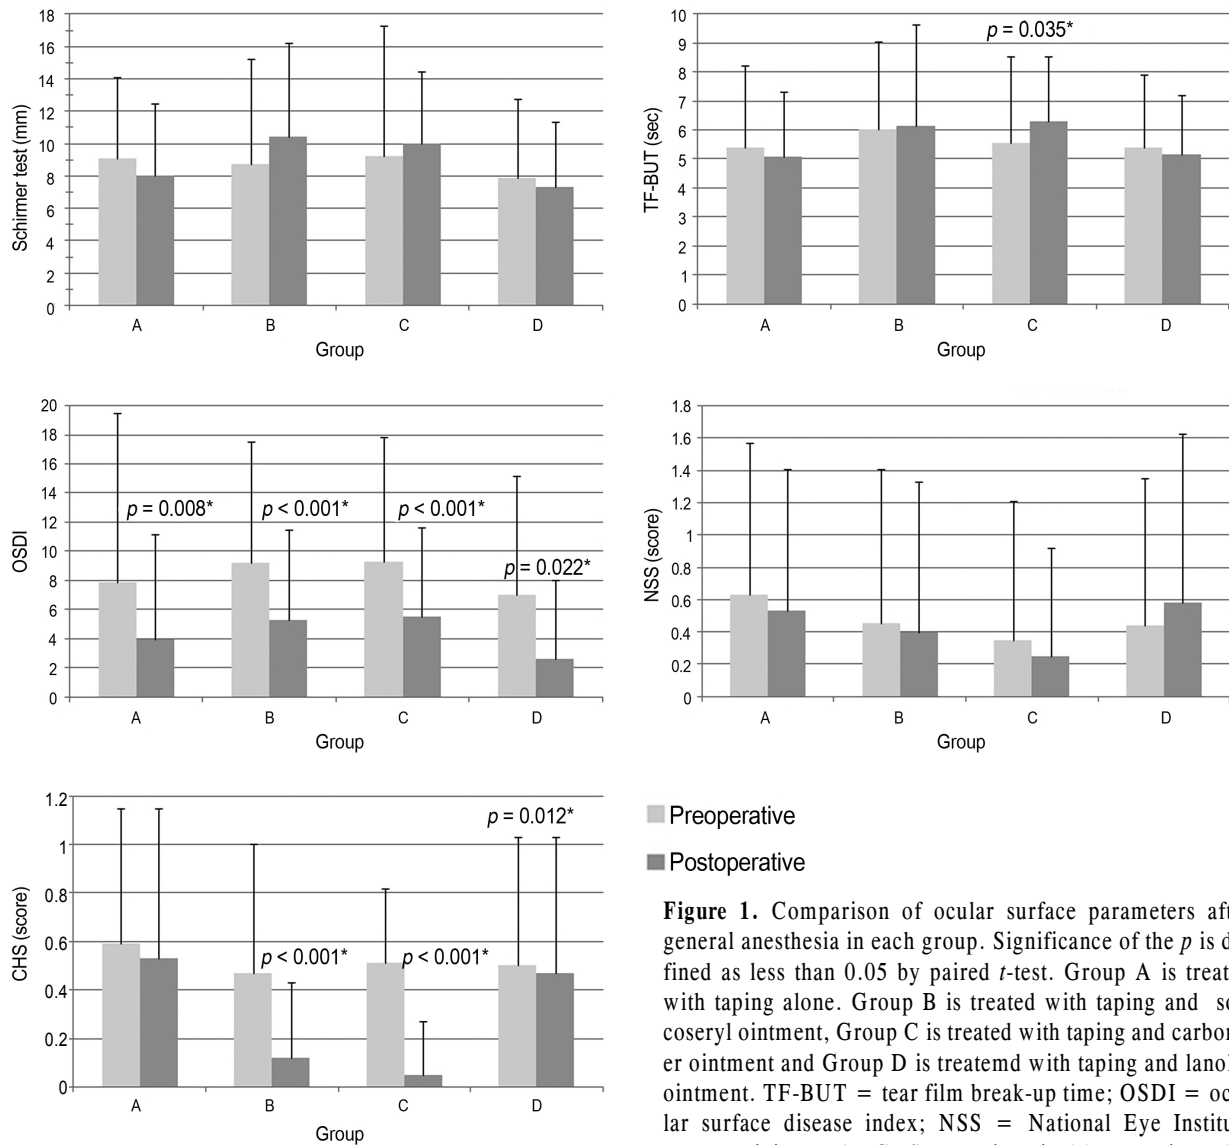 18
16
14
12
10
8
6
4
2
0
Schirmer test (mm)
A B C D
Group
10
9
8
7
6
5
4
3
2
1
0
TF-BUT (sec)
p = 0.035*
A B C D
Group
20
18
16
14
12
10
8
6
4
2
0
OSDI
p = 0.008* p < 0.001* p < 0.001*
p = 0.022*
A B C D
Group
1.8
1.6
1.4
1.2
1
0.8
0.6
0.4
0.2
0
NSS (score)
A B C D
Group
1.2
1
0.8
0.6
0.4
0.2
0
CHS (score)
p = 0.012*
p < 0.001* p < 0.001*
A B C D
Group
Preoperative
Postoperative
Figure 1. Comparison of ocular surface parameters aft
general anesthesia in each group. Significance of the p is d
fined as less than 0.05 by paired t-test. Group A is treat
with taping alone. Group B is treated with taping and so
coseryl ointment, Group C is treated with taping and carbon
er ointment and Group D is treatemd with taping and lanol
ointment. TF-BUT = tear film break-up time; OSDI = oc
lar surface disease index; NSS = National Eye Institu